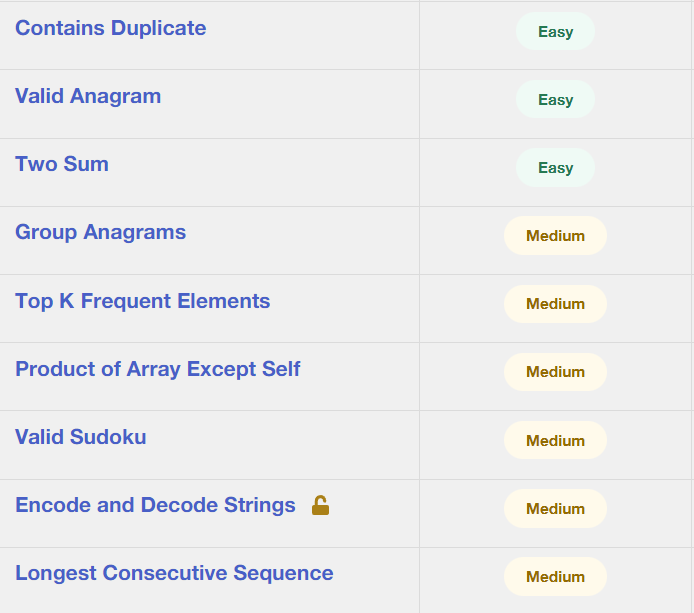 Contains Duplicate
Easy
Valid Anagram
Easy
Two Sum
Easy
Group Anagrams
Medium
Top K Frequent Elements
Medium
Product of Array Except Self
Medium
Valid Sudoku
Medium
Encode and Decode Strings
Medium
Longest Consecutive Sequence
Medium